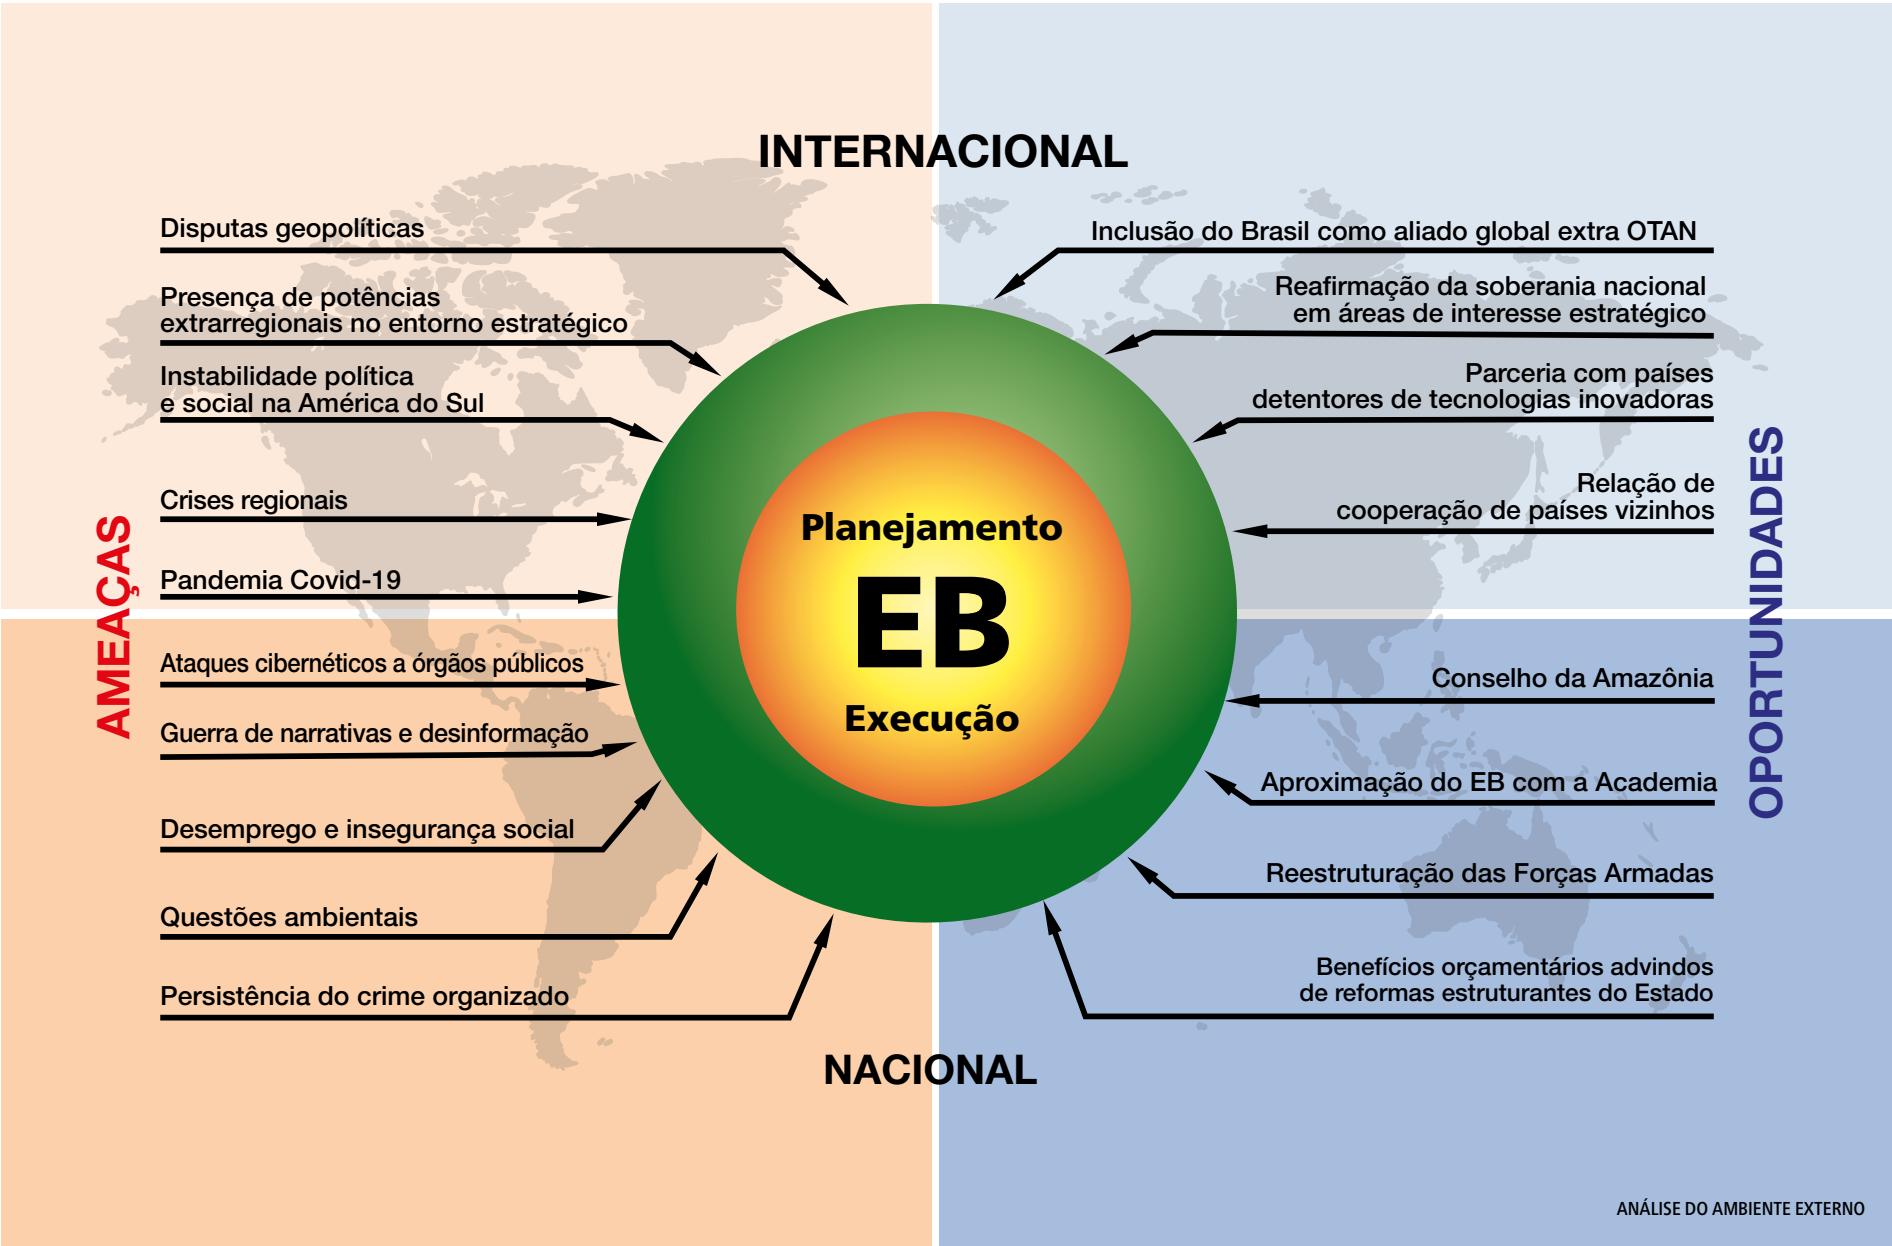 INTERNACIONAL
Disputas geopolíticas
Presença de potências
extrarregionais no entorno estratégico
Instabilidade política
e social na América do Sul
Crises regionais
Pandemia Covid-19
AMEAÇAS
Ataques cibernéticos a órgãos públicos
Guerra de narrativas e desinformação
Desemprego e insegurança social
Questões ambientais
Persistência do crime organizado
Planejamento
EB
Execução
Inclusão do Brasil como aliado global extra OTAN
Reafirmação da soberania nacional
em áreas de interesse estratégico
Parceria com países
detentores de tecnologias inovadoras
Relação de
cooperação de países vizinhos
OPORTUNIDADES
Conselho da Amazônia
Aproximação do EB com a Academia
Reestruturação das Forças Armadas
Benefícios orçamentários advindos
de reformas estruturantes do Estado
NACIONAL
ANÁLISE DO AMBIENTE EXTERNO